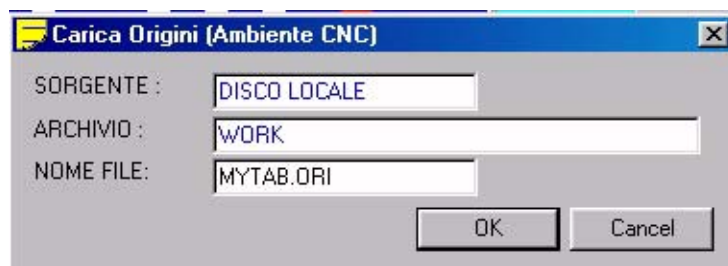 Carica Origini (Ambiente CNC)
SORGENTE : DISCO LOCALE
ARCHIVIO : WORK
NOME FILE: MYTAB.ORI
OK Cancel